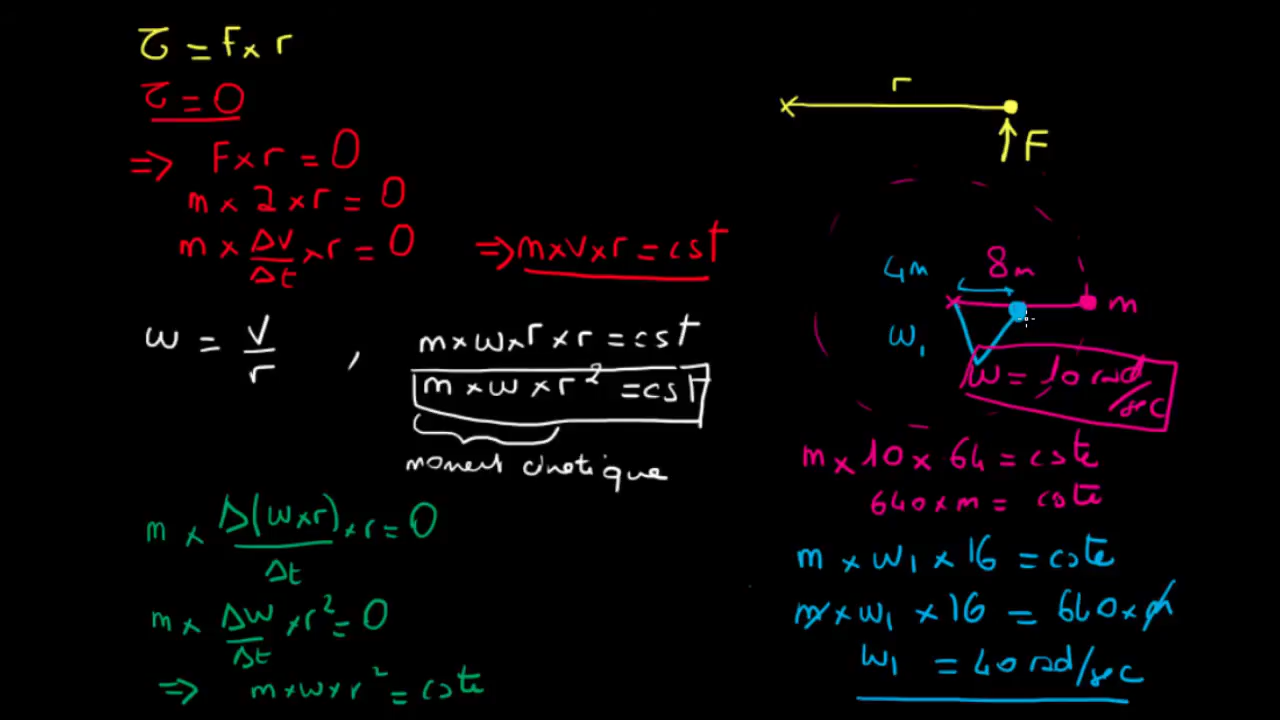 τ = F × r
τ = 0
=> F × r = 0
m × 2 × r = 0
m × ΔV/Δt × r = 0
=> m × v × r = cst
ω = V/r ,
m × ω × r × r = cst
m × ω × r² = cst
moment cinétique
m × Δ(ω × r)/Δt × r = 0
m × Δω/Δt × r² = 0
=> m × ω × r² = cste
r
F
4m
8m
m
ω₁
ω = 10 rad/sec
m × 10 × 64 = cste
640 × m = cste
m × ω₁ × 16 = cste
m × ω₁ × 16 = 640 × m
ω₁ = 40 rad/sec